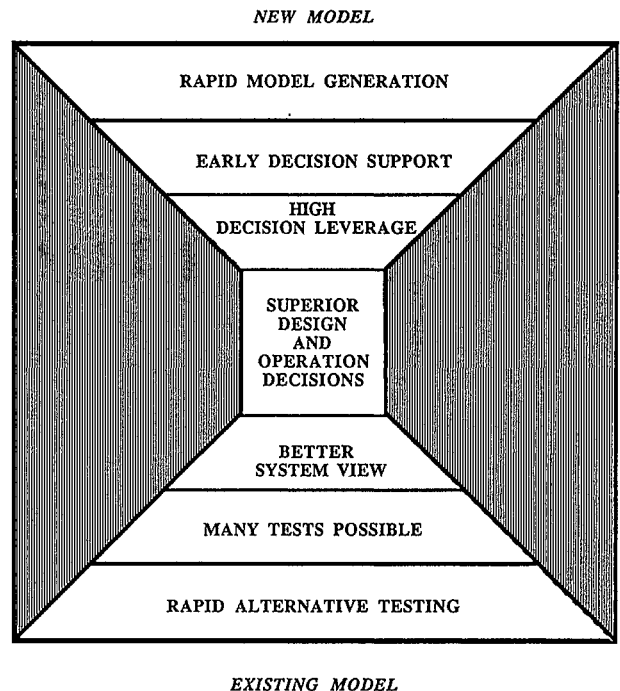 NEW MODEL
RAPID MODEL GENERATION
EARLY DECISION SUPPORT
HIGH
DECISION LEVERAGE
SUPERIOR
DESIGN
AND
OPERATION
DECISIONS
BETTER
SYSTEM VIEW
MANY TESTS POSSIBLE
RAPID ALTERNATIVE TESTING
EXISTING MODEL